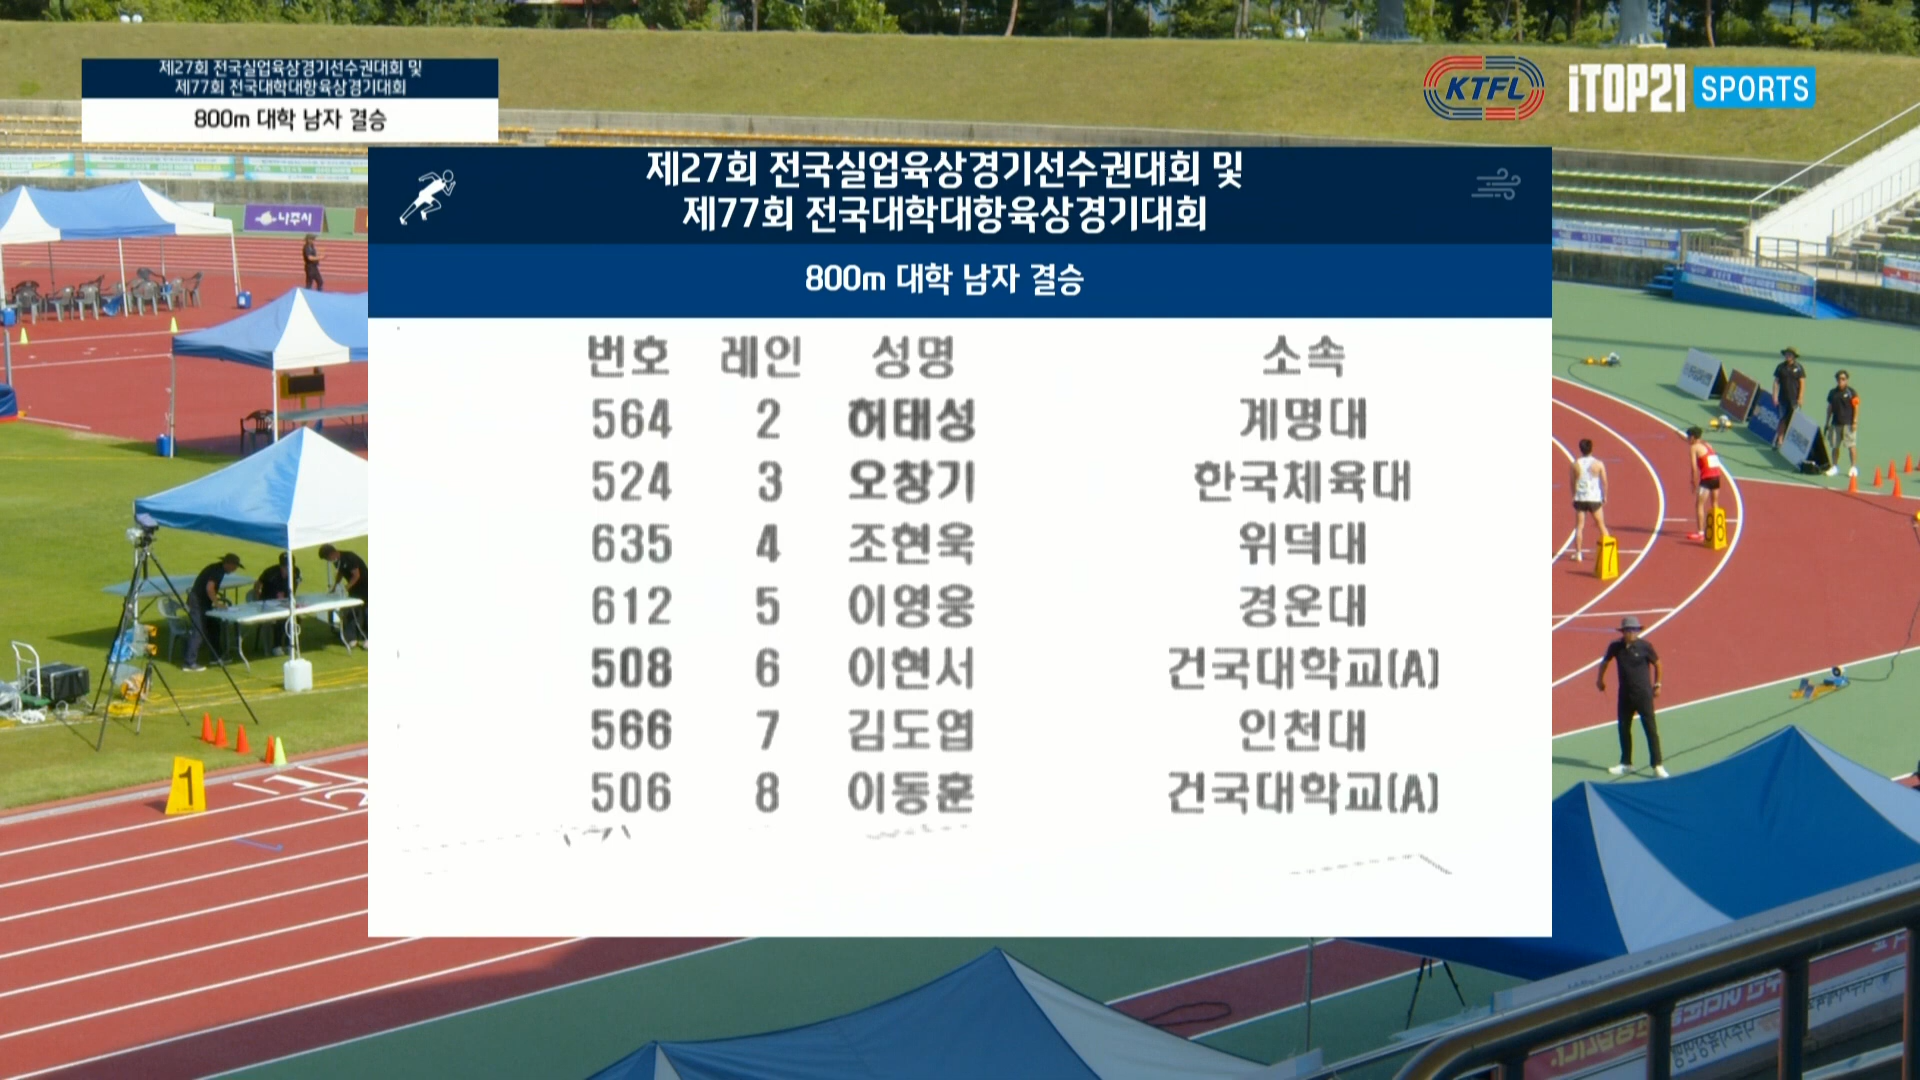 제27회 전국실업육상경기선수권대회 및
제77회 전국대학대항육상경기대회
800m 대학 남자 결승
KTFL iTOP21 SPORTS
제27회 전국실업육상경기선수권대회 및
제77회 전국대학대항육상경기대회
800m 대학 남자 결승
번호 레인 성명 소속
564 2 허태성 계명대
524 3 오창기 한국체육대
635 4 조현욱 위덕대
612 5 이영웅 경운대
508 6 이현서 건국대학교(A)
566 7 김도엽 인천대
506 8 이동훈 건국대학교(A)
나주시
7
8
1